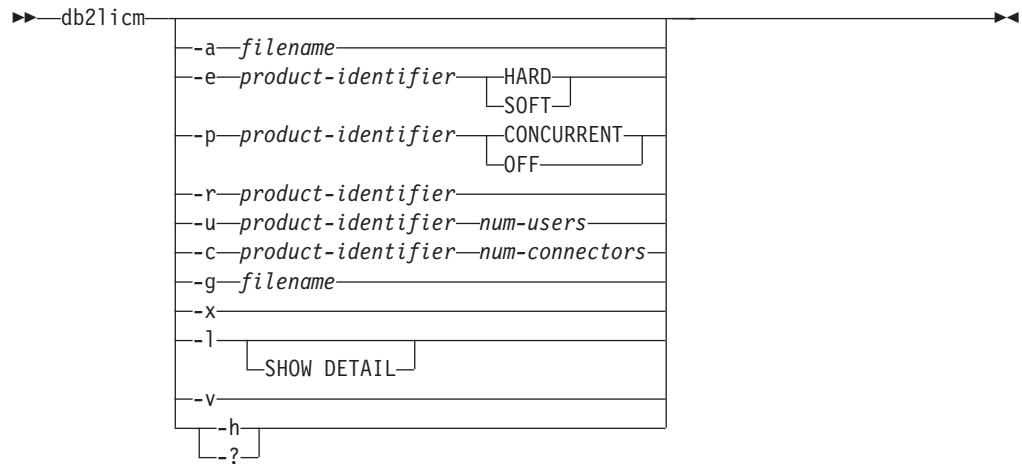 db2licm
-a filename
-e product-identifier HARD
SOFT
-p product-identifier CONCURRENT
OFF
-r product-identifier
-u product-identifier num-users
-c product-identifier num-connectors
-g filename
-x
-l
SHOW DETAIL
-v
-h
-?